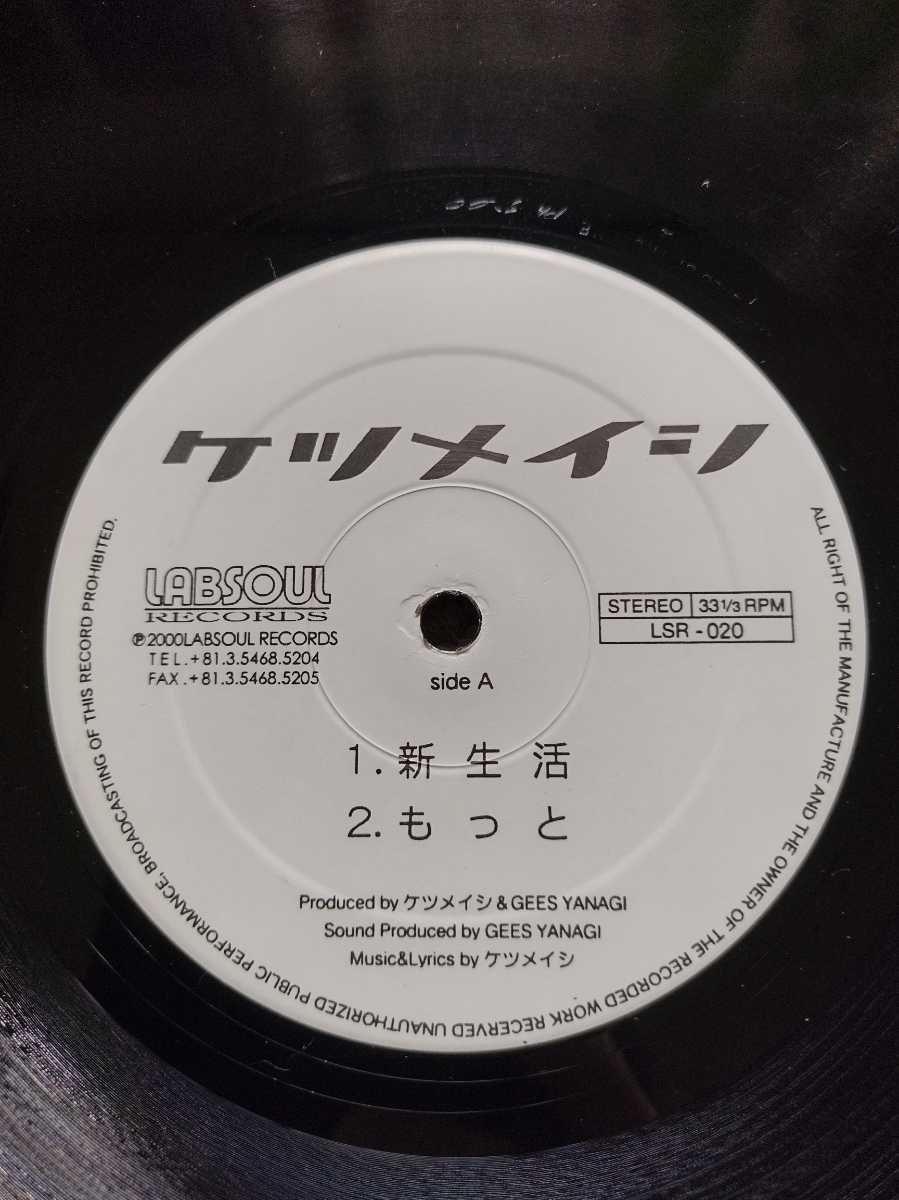 ケツメイシ
LABSOUL
RECORDS
℗2000LABSOUL RECORDS
TEL.+81.3.5468.5204
FAX.+81.3.5468.5205
STEREO 33 1/3 RPM
LSR-020
side A
1.新生活
2.もっと
Produced by ケツメイシ & GEES YANAGI
Sound Produced by GEES YANAGI
Music&Lyrics by ケツメイシ
ALL RIGHT OF THE MANUFACTURE AND THE OWNER OF THE RECORDED WORK RECERVED UNAUTHORIZED PUBLIC PERFORMANCE, BROADCASTING OF THIS RECORD PROHIBITED.